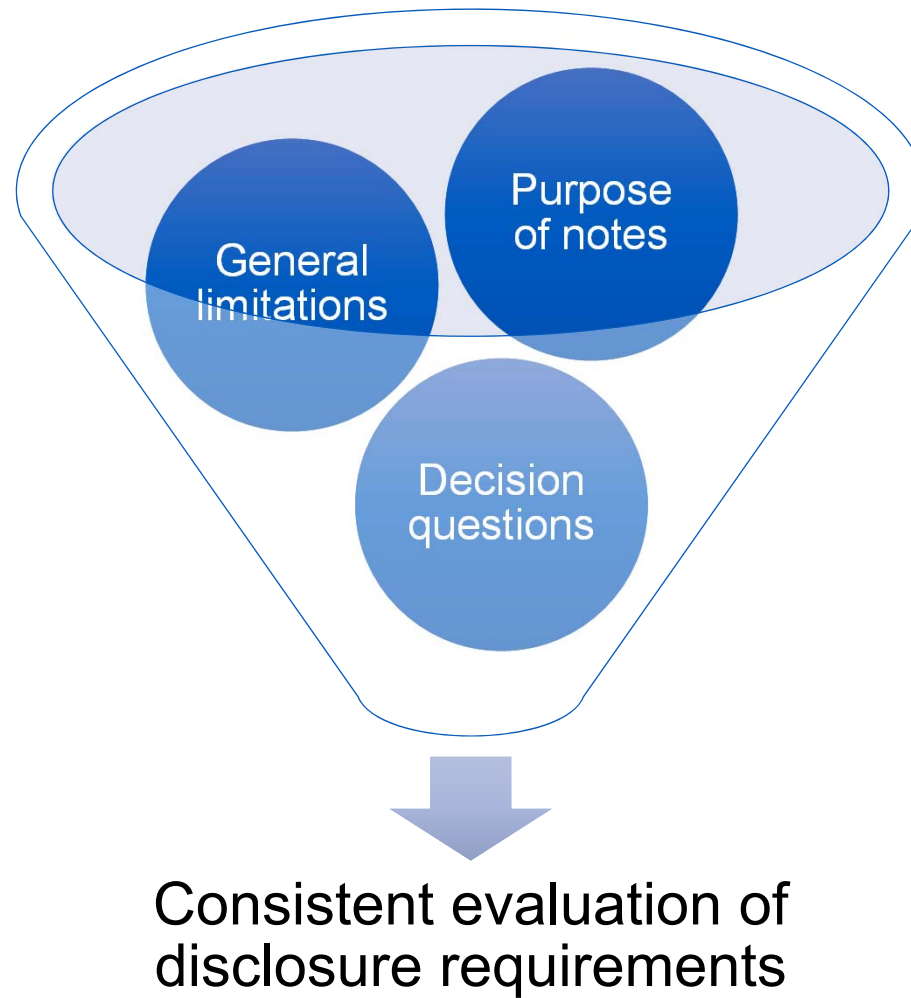 Purpose
of notes
General
limitations
Decision
questions
Consistent evaluation of
disclosure requirements